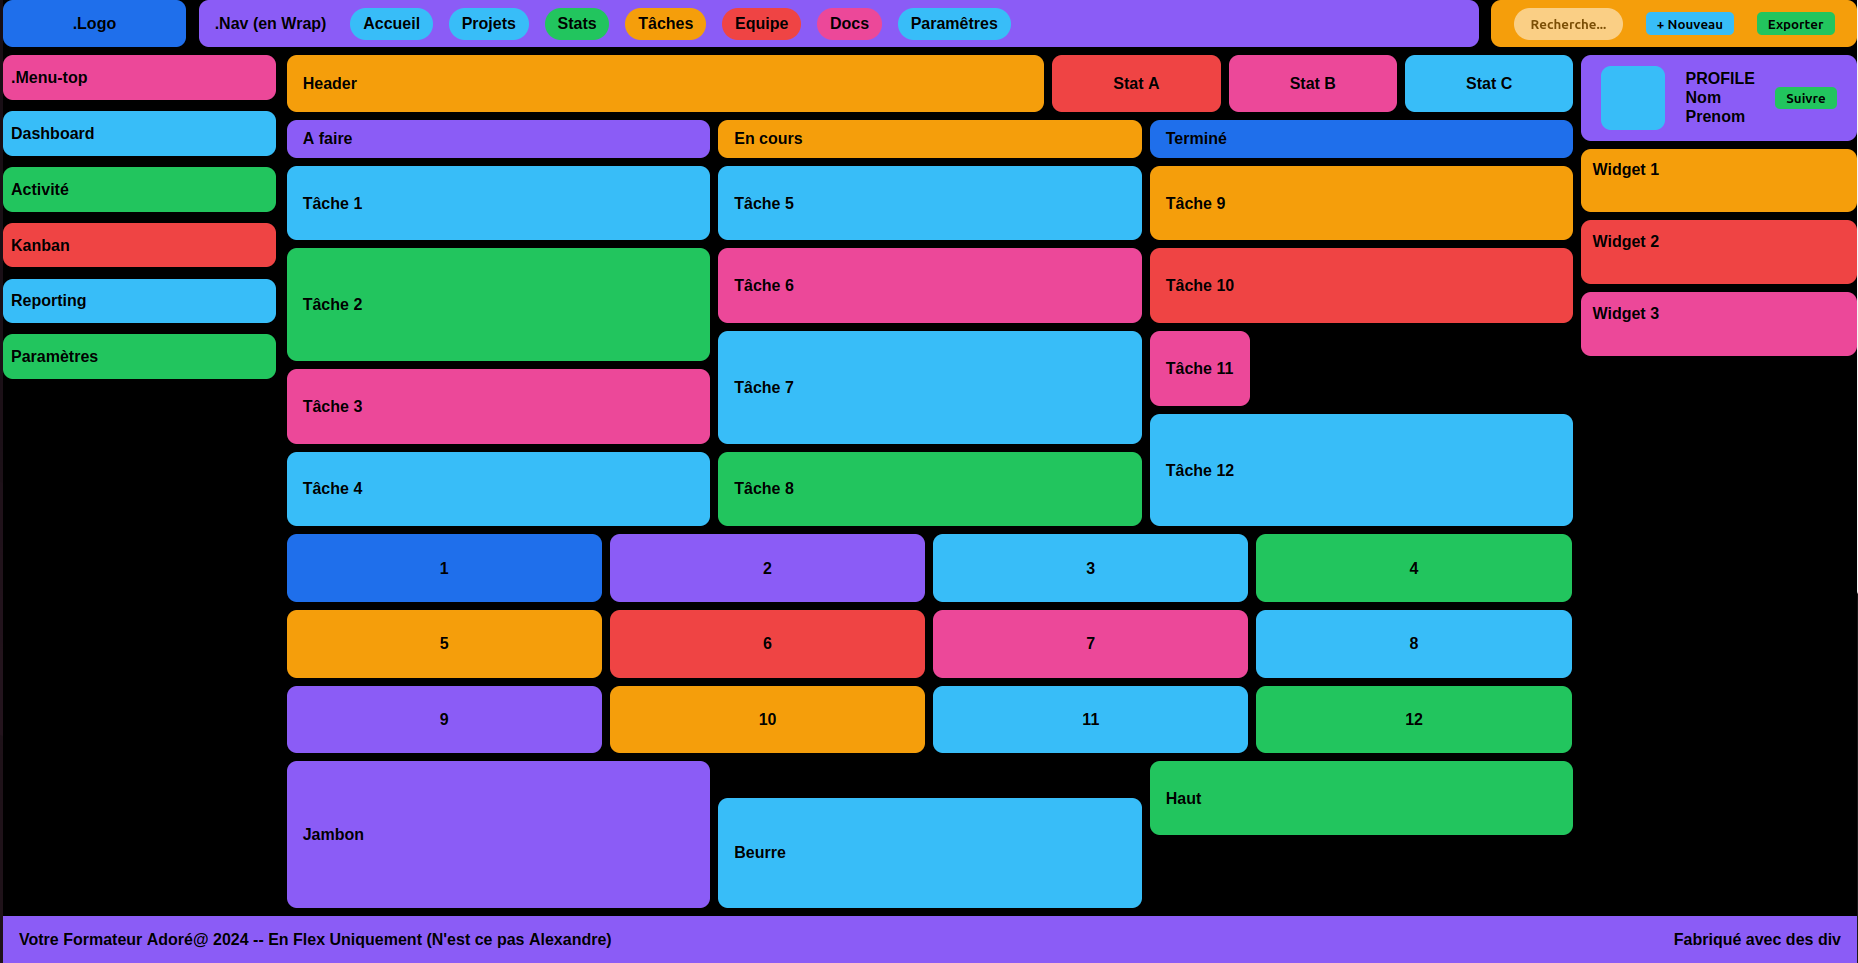 .Logo
.Nav (en Wrap) Accueil Projets Stats Tâches Equipe Docs Paramêtres
Recherche... + Nouveau Exporter
.Menu-top
Dashboard
Activité
Kanban
Reporting
Paramètres
Header
Stat A
Stat B
Stat C
A faire
Tâche 1
Tâche 2
Tâche 3
Tâche 4
En cours
Tâche 5
Tâche 6
Tâche 7
Tâche 8
Terminé
Tâche 9
Tâche 10
Tâche 11
Tâche 12
1
2
3
4
5
6
7
8
9
10
11
12
Jambon
Beurre
Haut
PROFILE
Nom
Prenom
Suivre
Widget 1
Widget 2
Widget 3
Votre Formateur Adoré@ 2024 -- En Flex Uniquement (N'est ce pas Alexandre)
Fabriqué avec des div